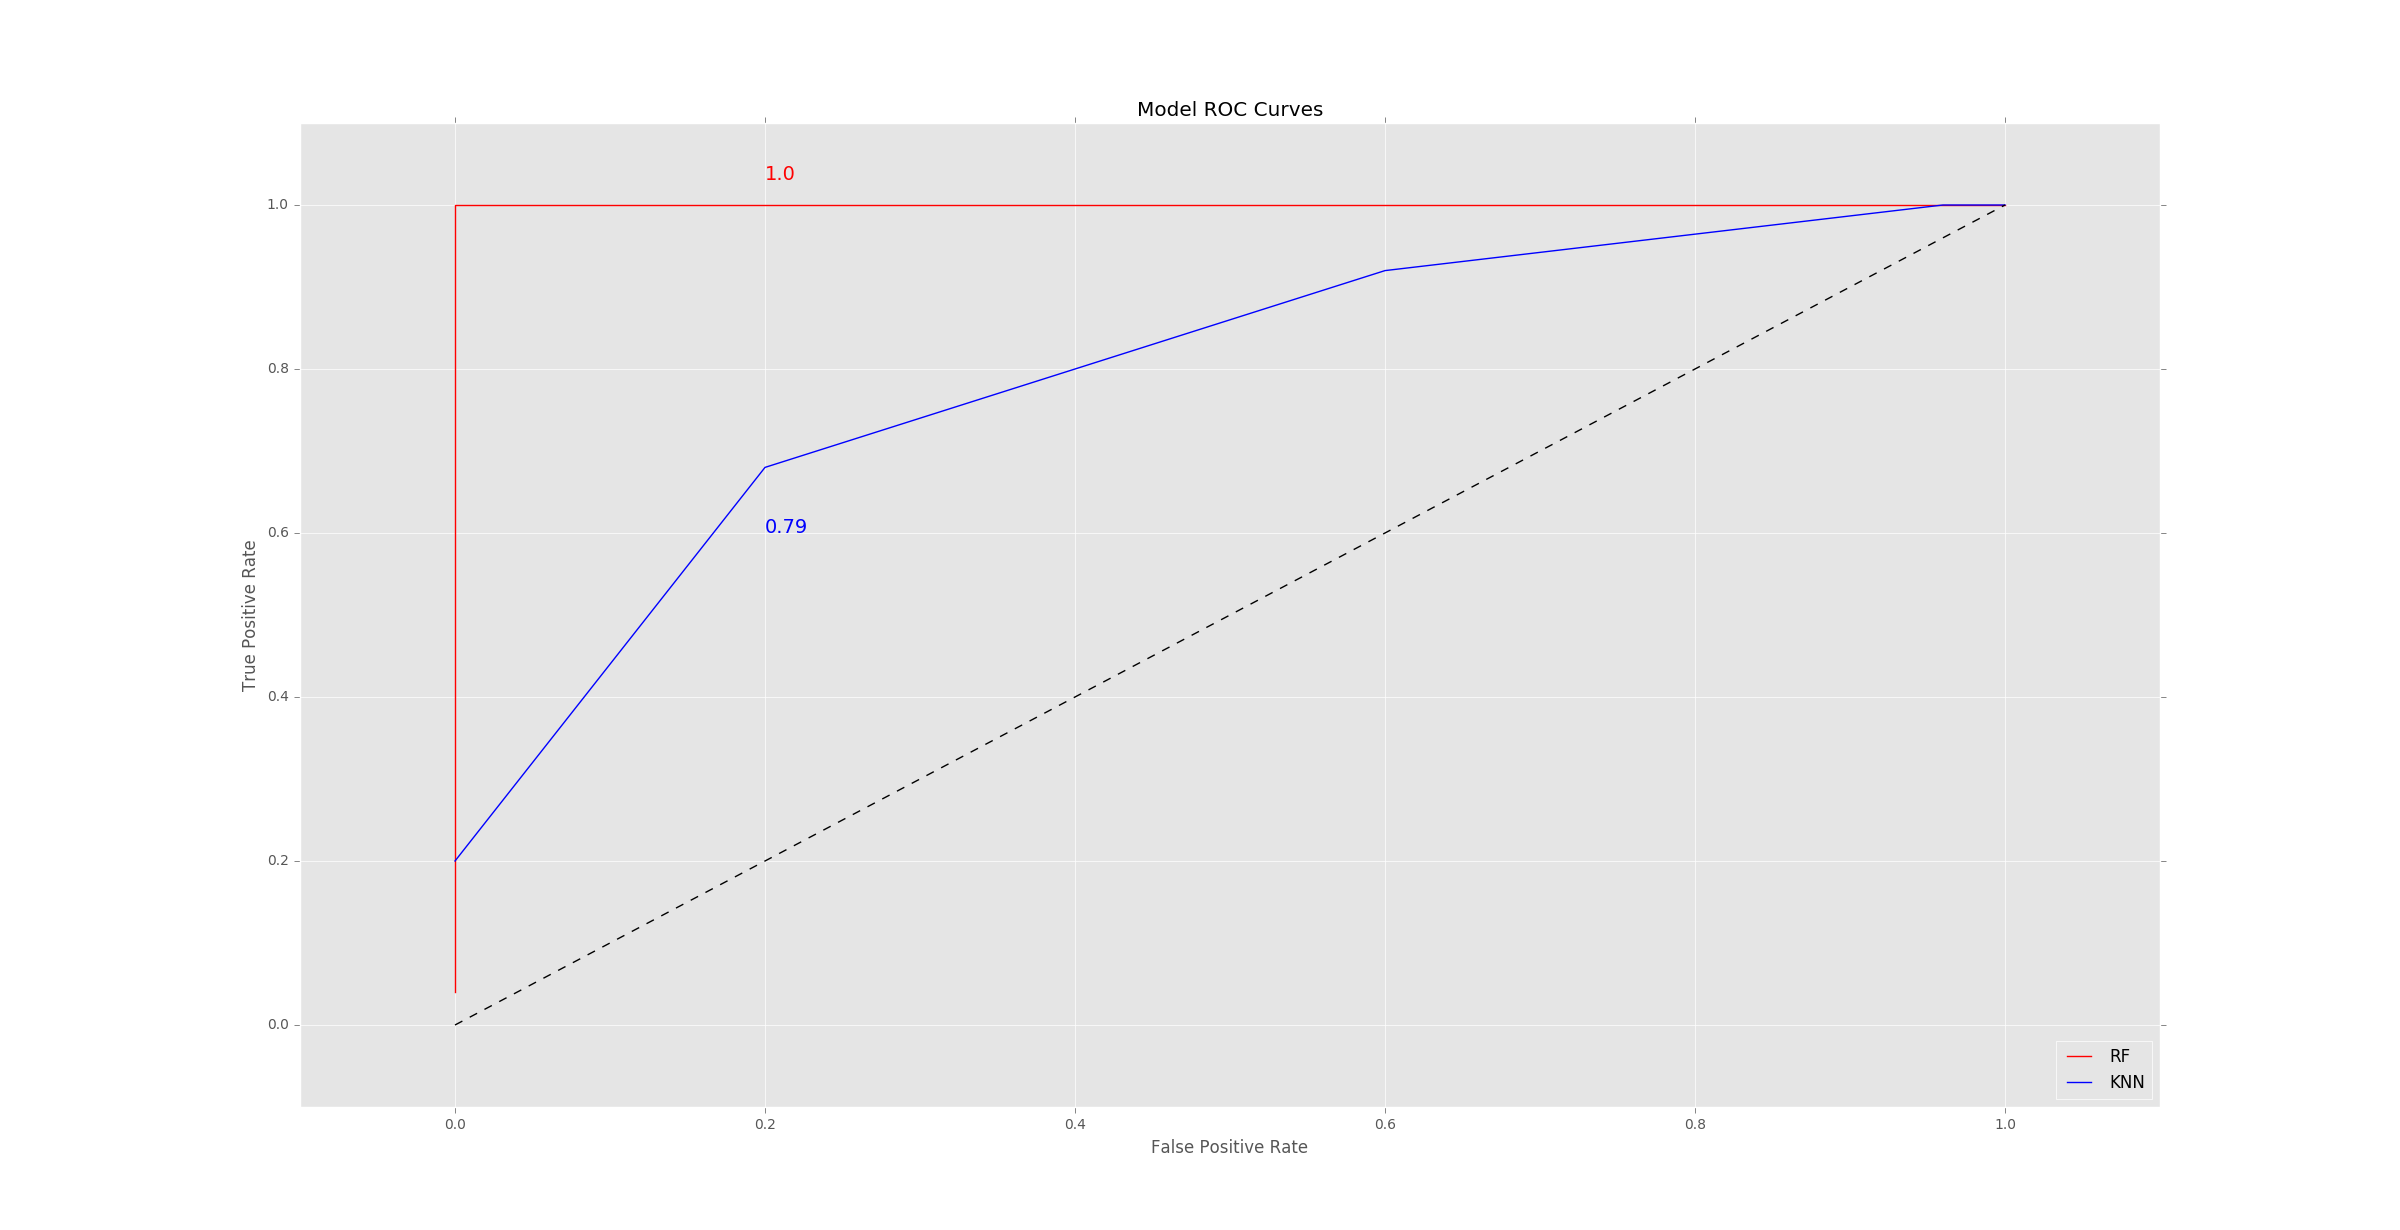 Model ROC Curves
1.0
1.0
0.8
0.79
0.6
0.4
0.2
0.0
True Positive Rate
0.0 0.2 0.4 0.6 0.8 1.0
False Positive Rate
RF
KNN